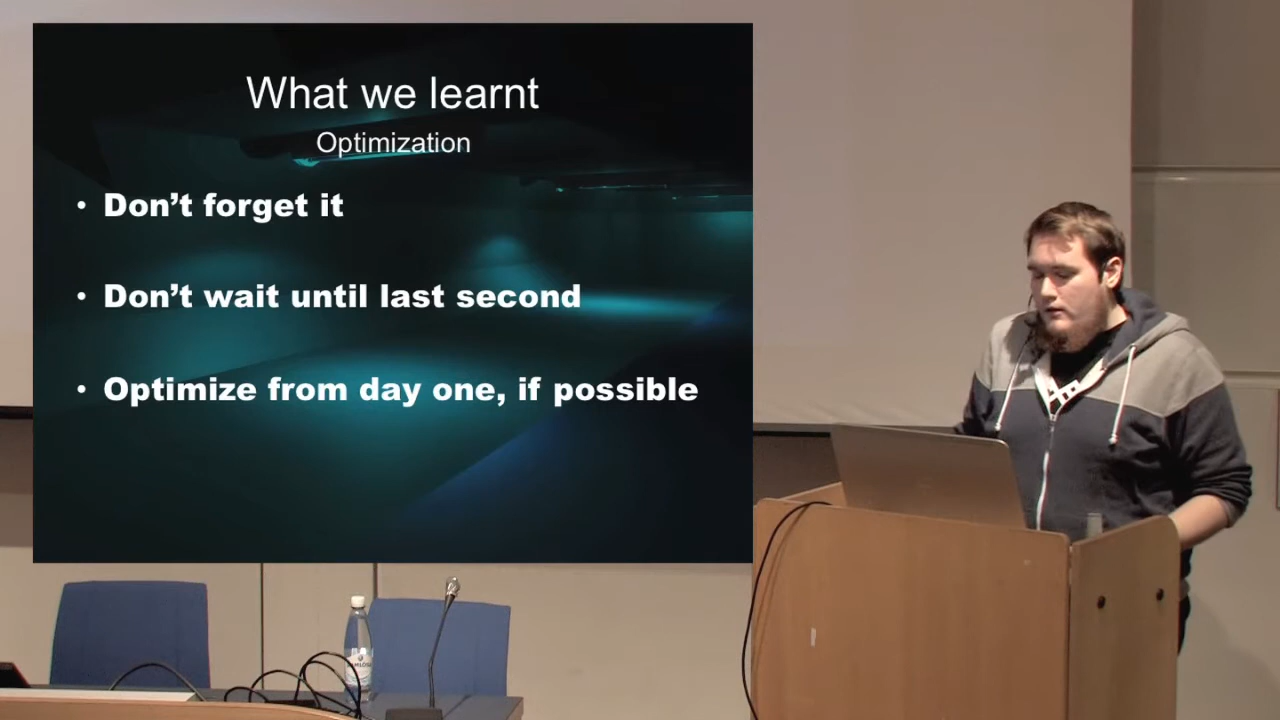 What we learnt
Optimization
• Don't forget it
• Don't wait until last second
• Optimize from day one, if possible